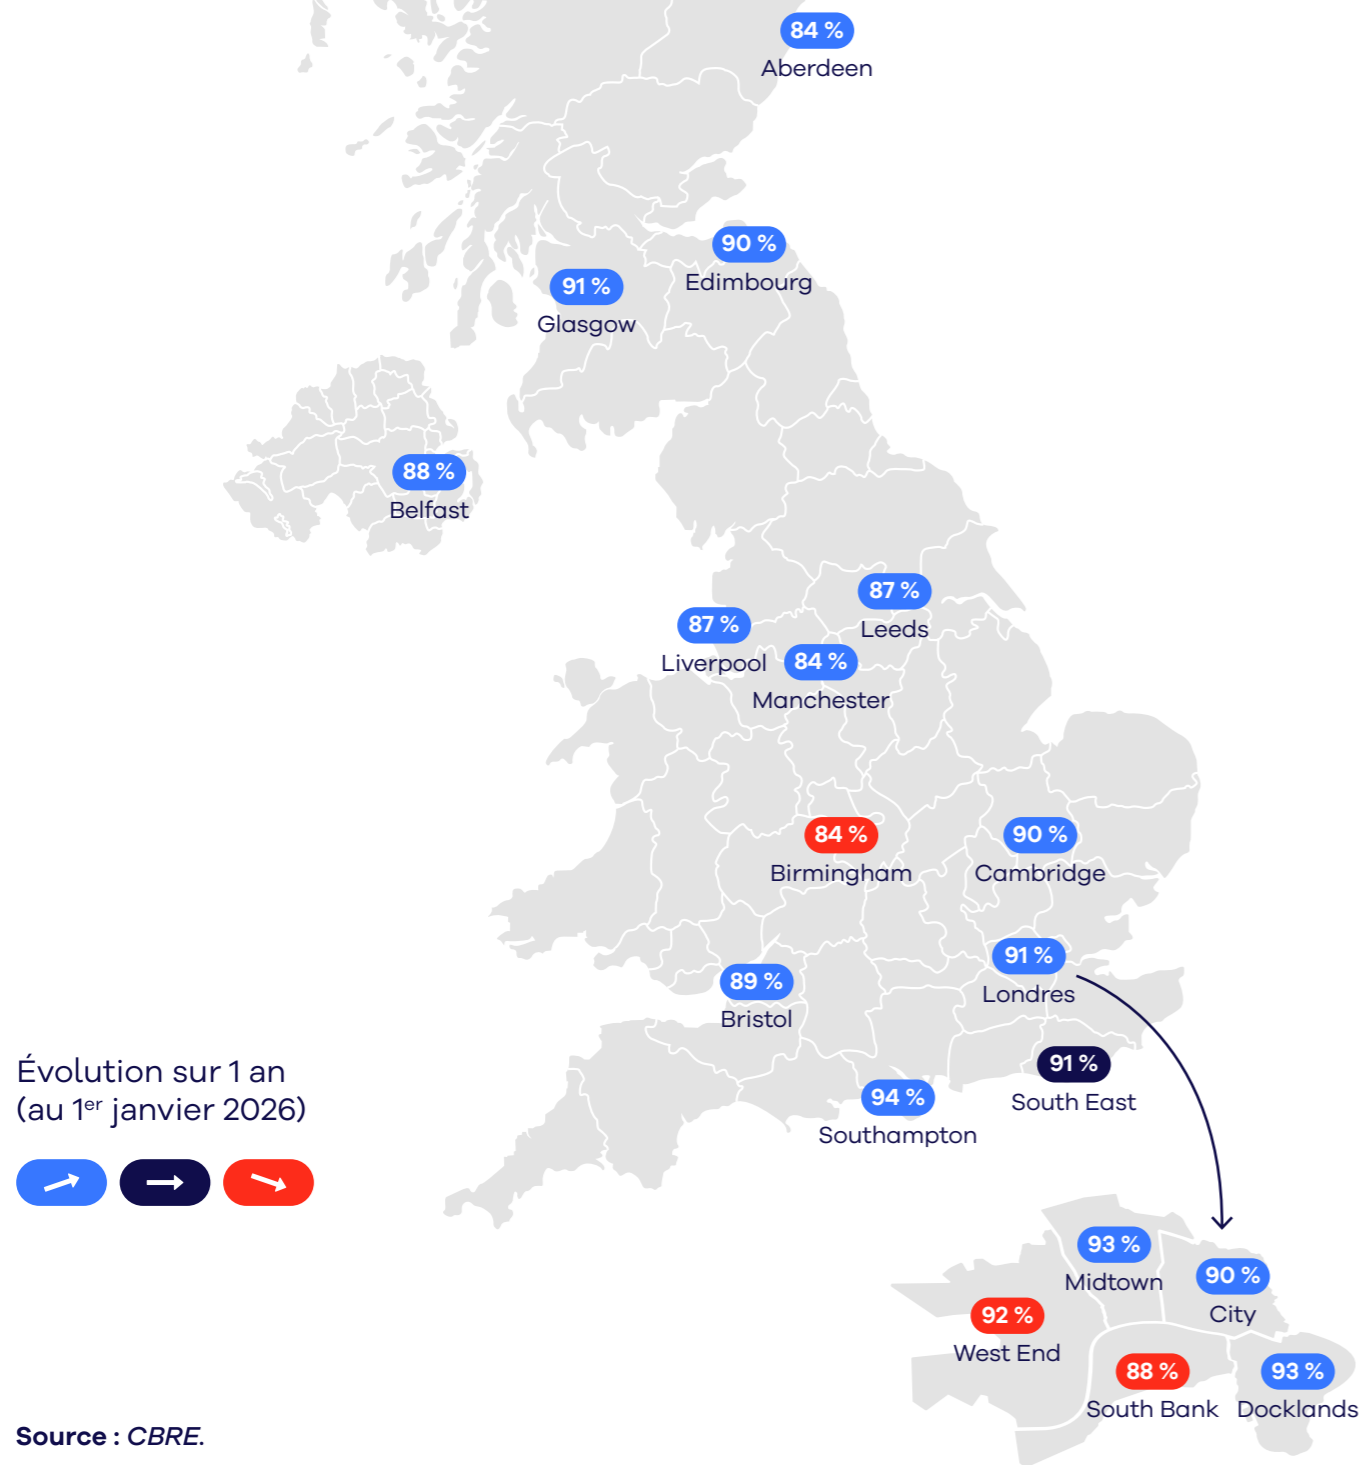 84 %
Aberdeen
90 %
Edimbourg
91 %
Glasgow
88 %
Belfast
87 %
Leeds
87 %
Liverpool
84 %
Manchester
84 %
Birmingham
90 %
Cambridge
91 %
Londres
89 %
Bristol
91 %
South East
94 %
Southampton
Évolution sur 1 an
(au 1er janvier 2026)
93 %
Midtown
90 %
City
92 %
West End
88 %
South Bank
93 %
Docklands
Source : CBRE.